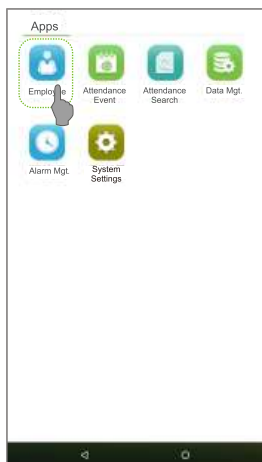 Apps
Employee
Attendance
Event
Attendance
Search
Data Mgt.
Alarm Mgt.
System
Settings